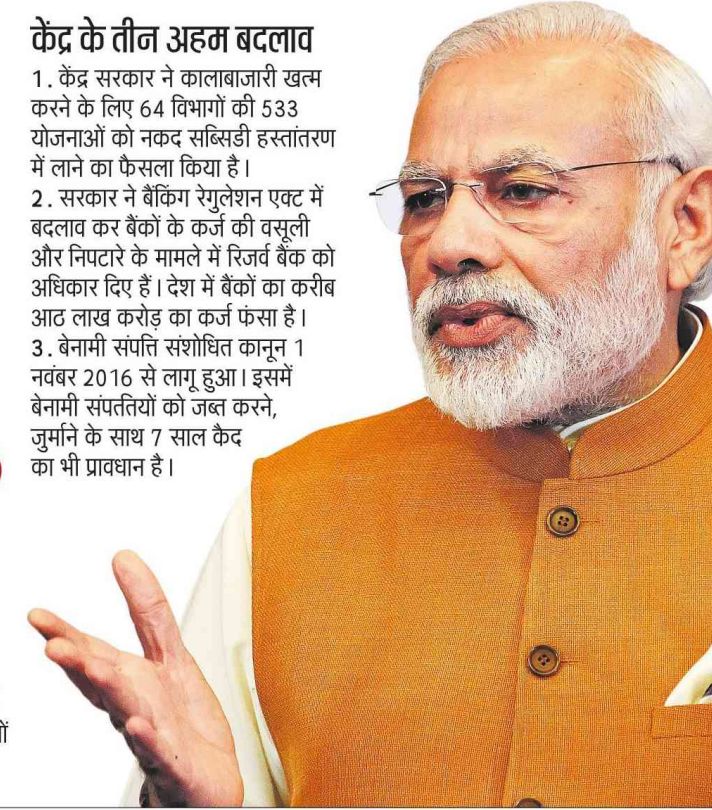 केंद्र के तीन अहम बदलाव
1. केंद्र सरकार ने कालाबाजारी खत्म
करने के लिए 64 विभागों की 533
योजनाओं को नकद सब्सिडी हस्तांतरण
में लाने का फैसला किया है।
2. सरकार ने बैंकिंग रेगुलेशन एक्ट में
बदलाव कर बैंकों के कर्ज की वसूली
और निपटारे के मामले में रिजर्व बैंक को
अधिकार दिए हैं। देश में बैंकों का करीब
आठ लाख करोड़ का कर्ज फंसा है।
3. बेनामी संपत्ति संशोधित कानून 1
नवंबर 2016 से लागू हुआ। इसमें
बेनामी संपततियों को जब्त करने,
जुर्माने के साथ 7 साल कैद
का भी प्रावधान है।